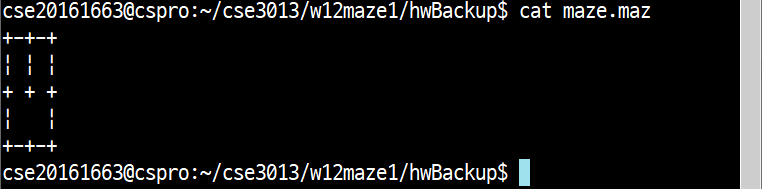 cse20161663@cspro:~/cse3013/w12maze1/hwBackup$ cat maze.maz
+-+-+
¦ ¦ ¦
+ + +
¦   ¦
+-+-+
cse20161663@cspro:~/cse3013/w12maze1/hwBackup$